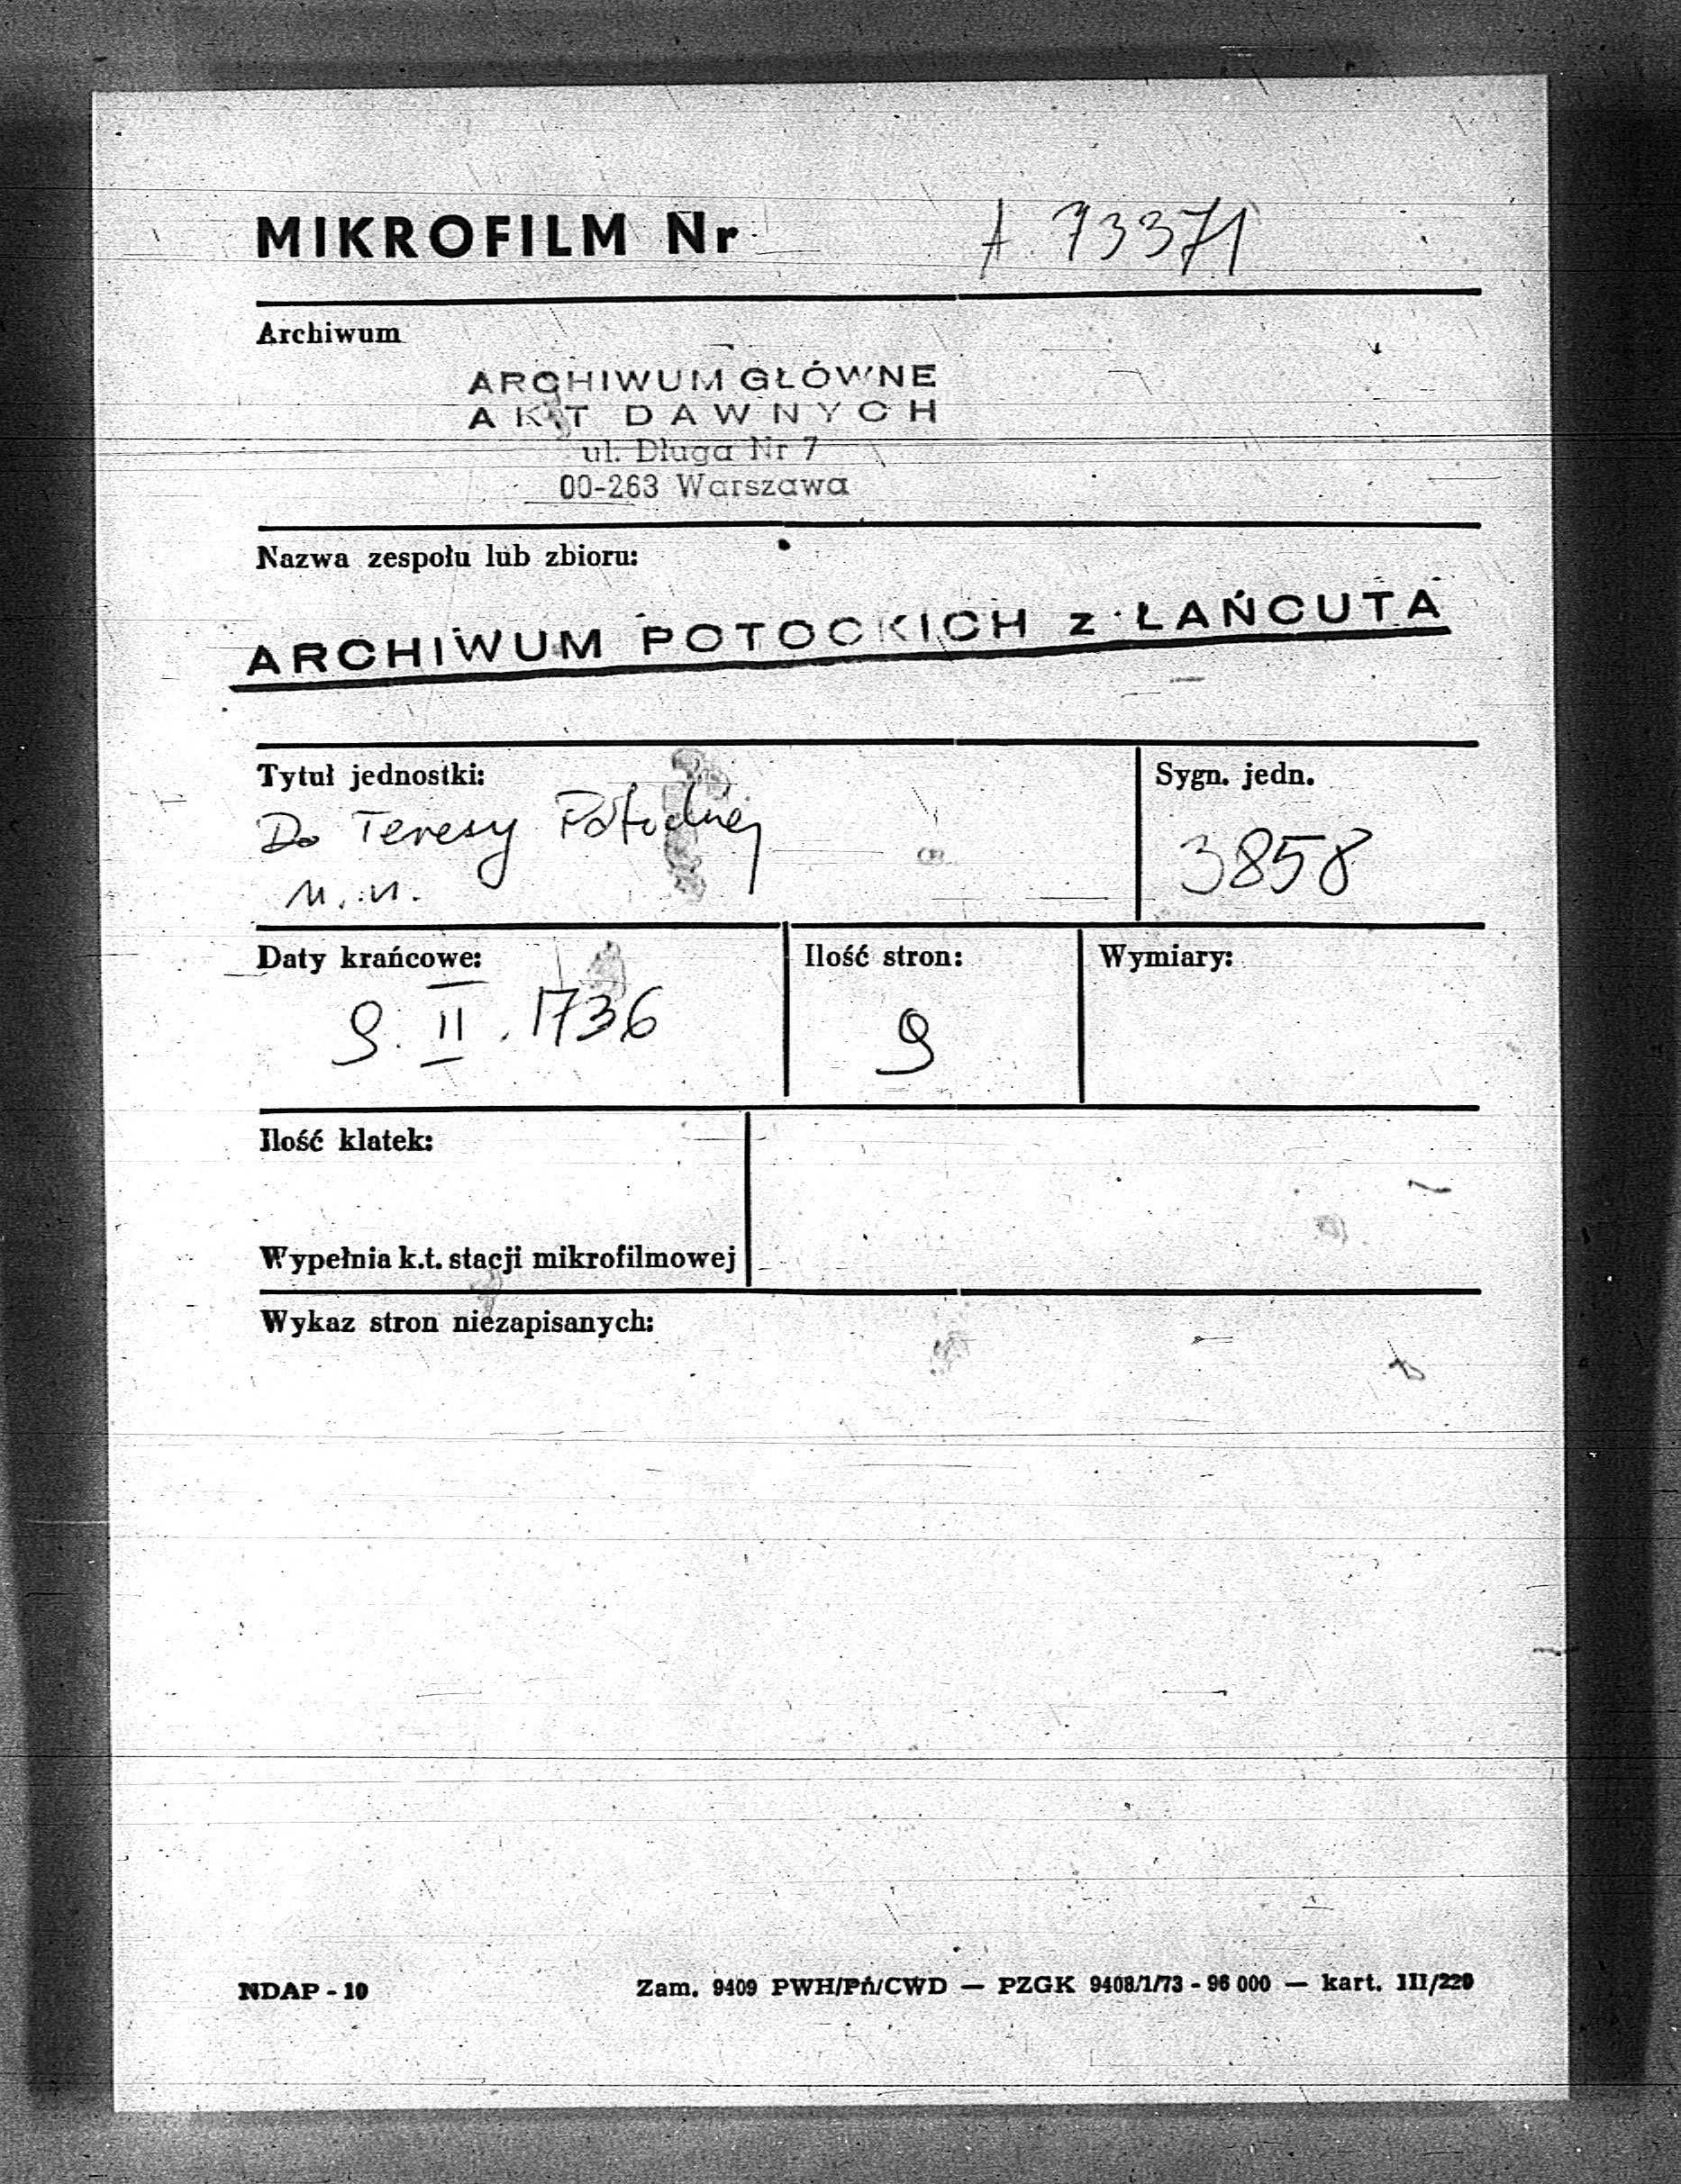 MIKROFILM Nr A 73371
Archiwum
ARCHIWUM GŁÓWNE
AKT DAWNYCH
ul. Długa Nr 7
00-263 Warszawa
Nazwa zespołu lub zbioru:
ARCHIWUM POTOCKICH z ŁAŃCUTA
Tytuł jednostki:
Sygn. jedn.
Do Teresy Potockiej
n.n.
3858
Daty krańcowe:
Ilość stron:
Wymiary:
9. II. 1736
9
Ilość klatek:
Wypełnia k.t. stacji mikrofilmowej
Wykaz stron niezapisanych:
NDAP - 10
Zam. 9409 PWH/Pń/CWD — PZGK 9408/1/73 - 96 000 — kart. III/220